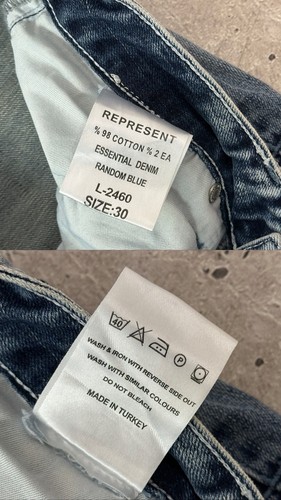 REPRESENT
% 98 COTTON % 2 EA
ESSENTIAL DENIM
RANDOM BLUE
L-2460
SIZE:30
40
P
WASH & IRON WITH REVERSE SIDE OUT
WASH WITH SIMILAR COLOURS
DO NOT BLEACH
MADE IN TURKEY